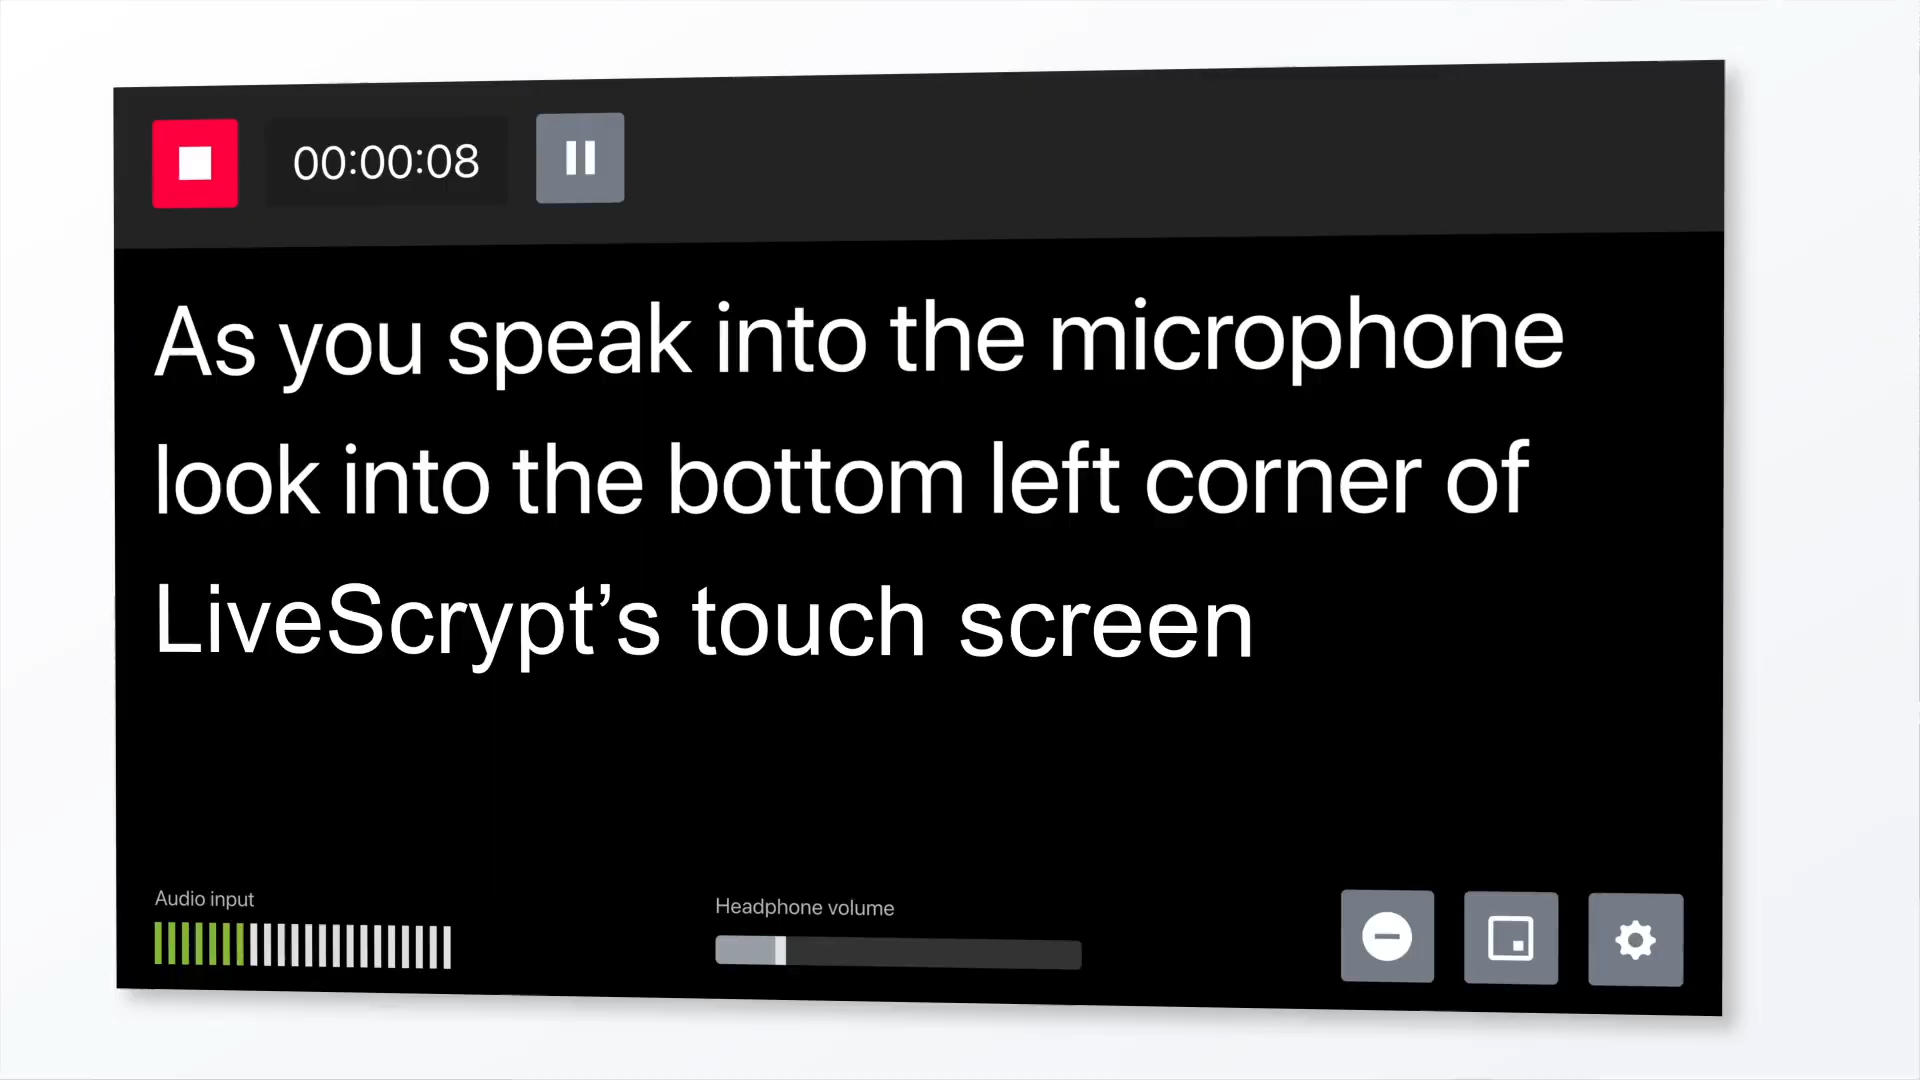 00:00:08
As you speak into the microphone
look into the bottom left corner of
LiveScrypt’s touch screen
Audio input
Headphone volume